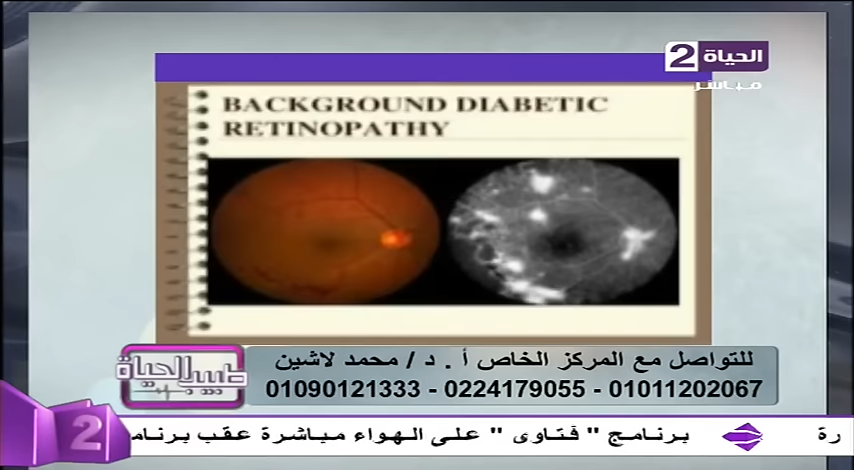 الحياة 2
مباشر
BACKGROUND DIABETIC
RETINOPATHY
للتواصل مع المركز الخاص أ . د / محمد لاشين
01090121333 - 0224179055 - 01011202067
طبيب الحياة
2
رة
برنامج " فتاوى " على الهواء مباشرة عقب برنام